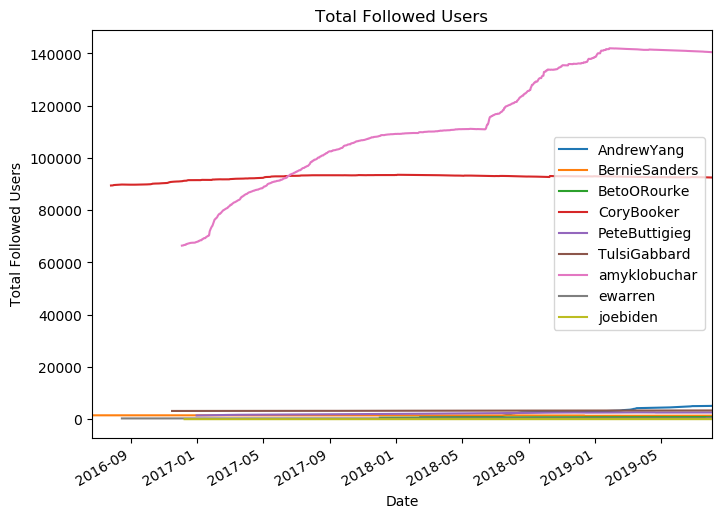 Total Followed Users
Total Followed Users
140000
120000
100000
80000
60000
40000
20000
0
AndrewYang
BernieSanders
BetoORourke
CoryBooker
PeteButtigieg
TulsiGabbard
amyklobuchar
ewarren
joebiden
2016-09
2017-01
2017-05
2017-09
2018-01
2018-05
2018-09
2019-01
2019-05
Date